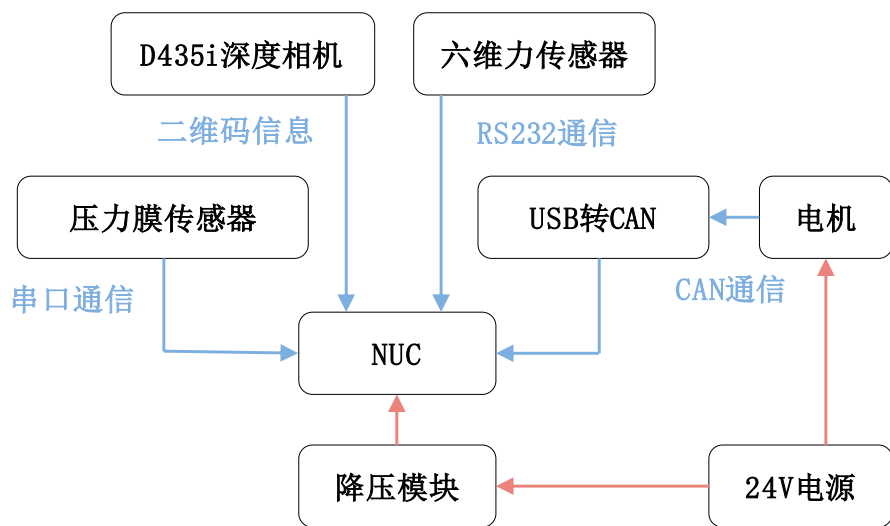 D435i深度相机
六维力传感器
二维码信息
RS232通信
压力膜传感器
USB转CAN
电机
串口通信
CAN通信
NUC
降压模块
24V电源